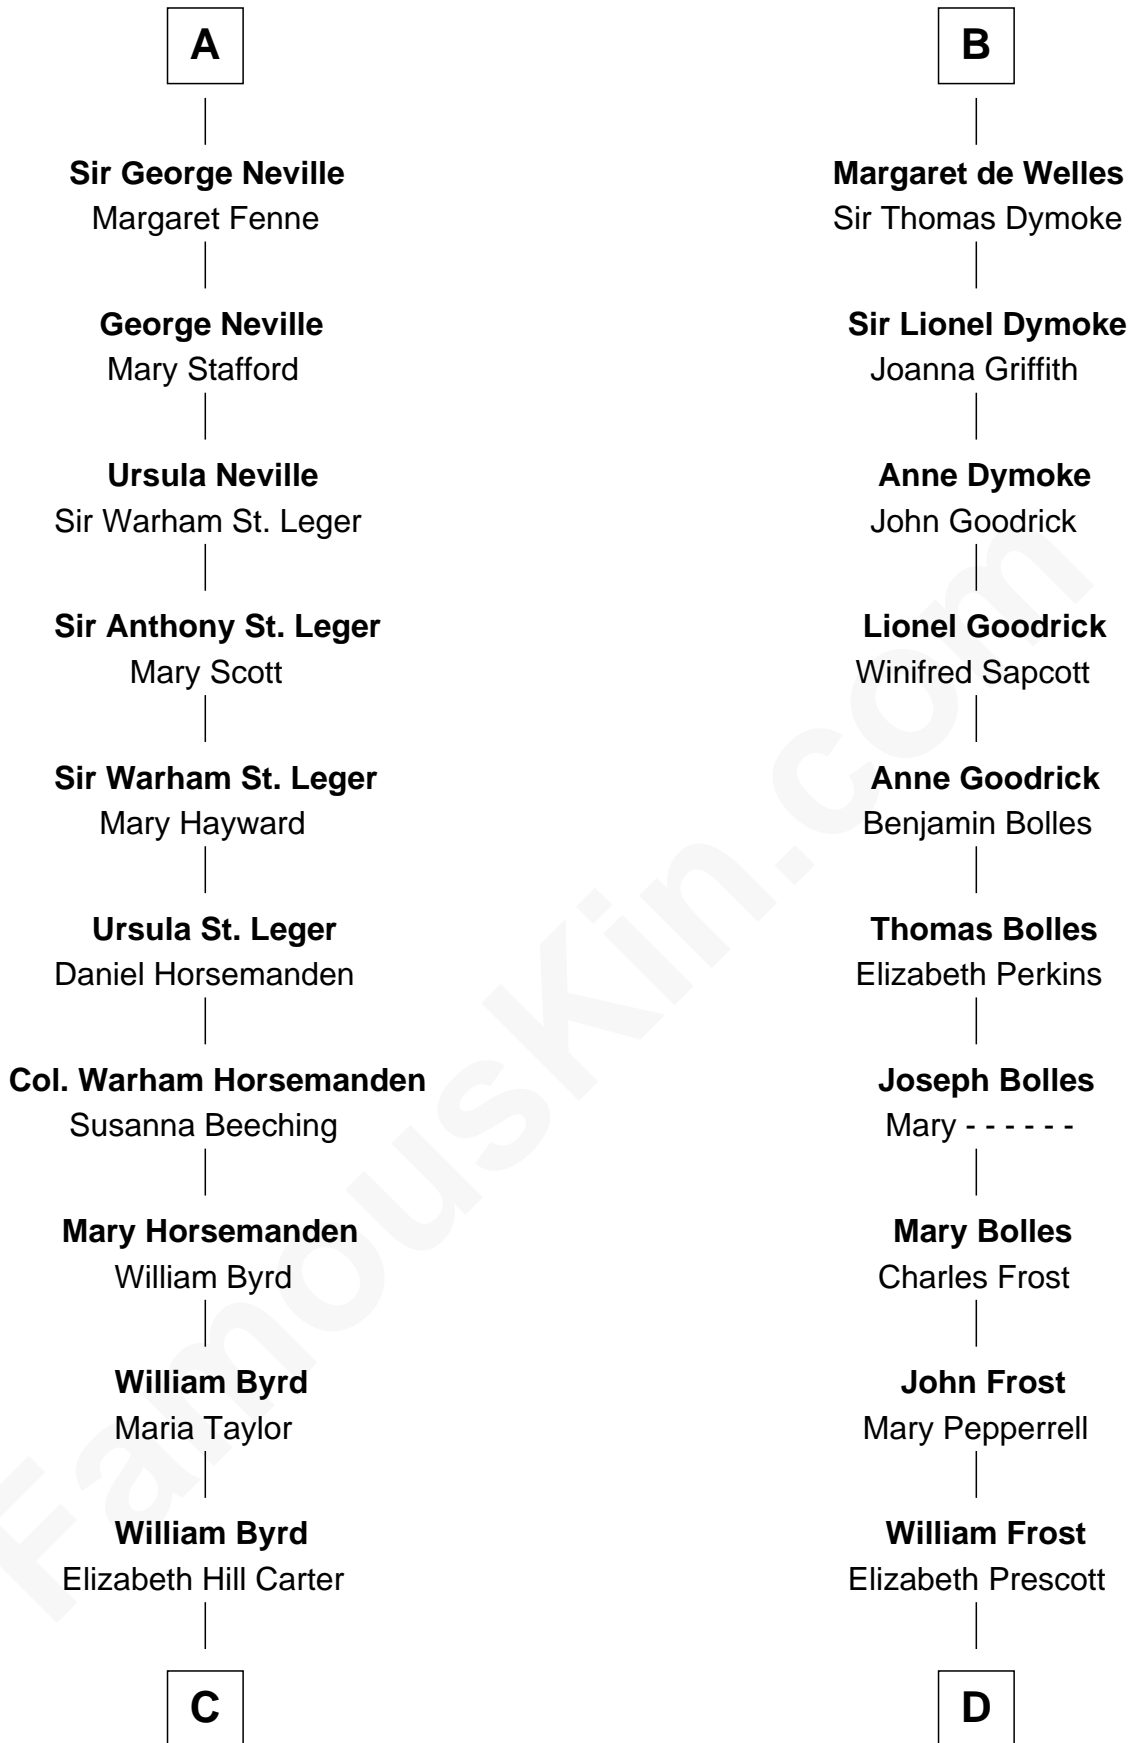 A
Sir George Neville
Margaret Fenne
George Neville
Mary Stafford
Ursula Neville
Sir Warham St. Leger
Sir Anthony St. Leger
Mary Scott
Sir Warham St. Leger
Mary Hayward
Ursula St. Leger
Daniel Horsemanden
Col. Warham Horsemanden
Susanna Beeching
Mary Horsemanden
William Byrd
William Byrd
Maria Taylor
William Byrd
Elizabeth Hill Carter
C
B
Margaret de Welles
Sir Thomas Dymoke
Sir Lionel Dymoke
Joanna Griffith
Anne Dymoke
John Goodrick
Lionel Goodrick
Winifred Sapcott
Anne Goodrick
Benjamin Bolles
Thomas Bolles
Elizabeth Perkins
Joseph Bolles
Mary - - - - - -
Mary Bolles
Charles Frost
John Frost
Mary Pepperrell
William Frost
Elizabeth Prescott
D
FamousKin.com